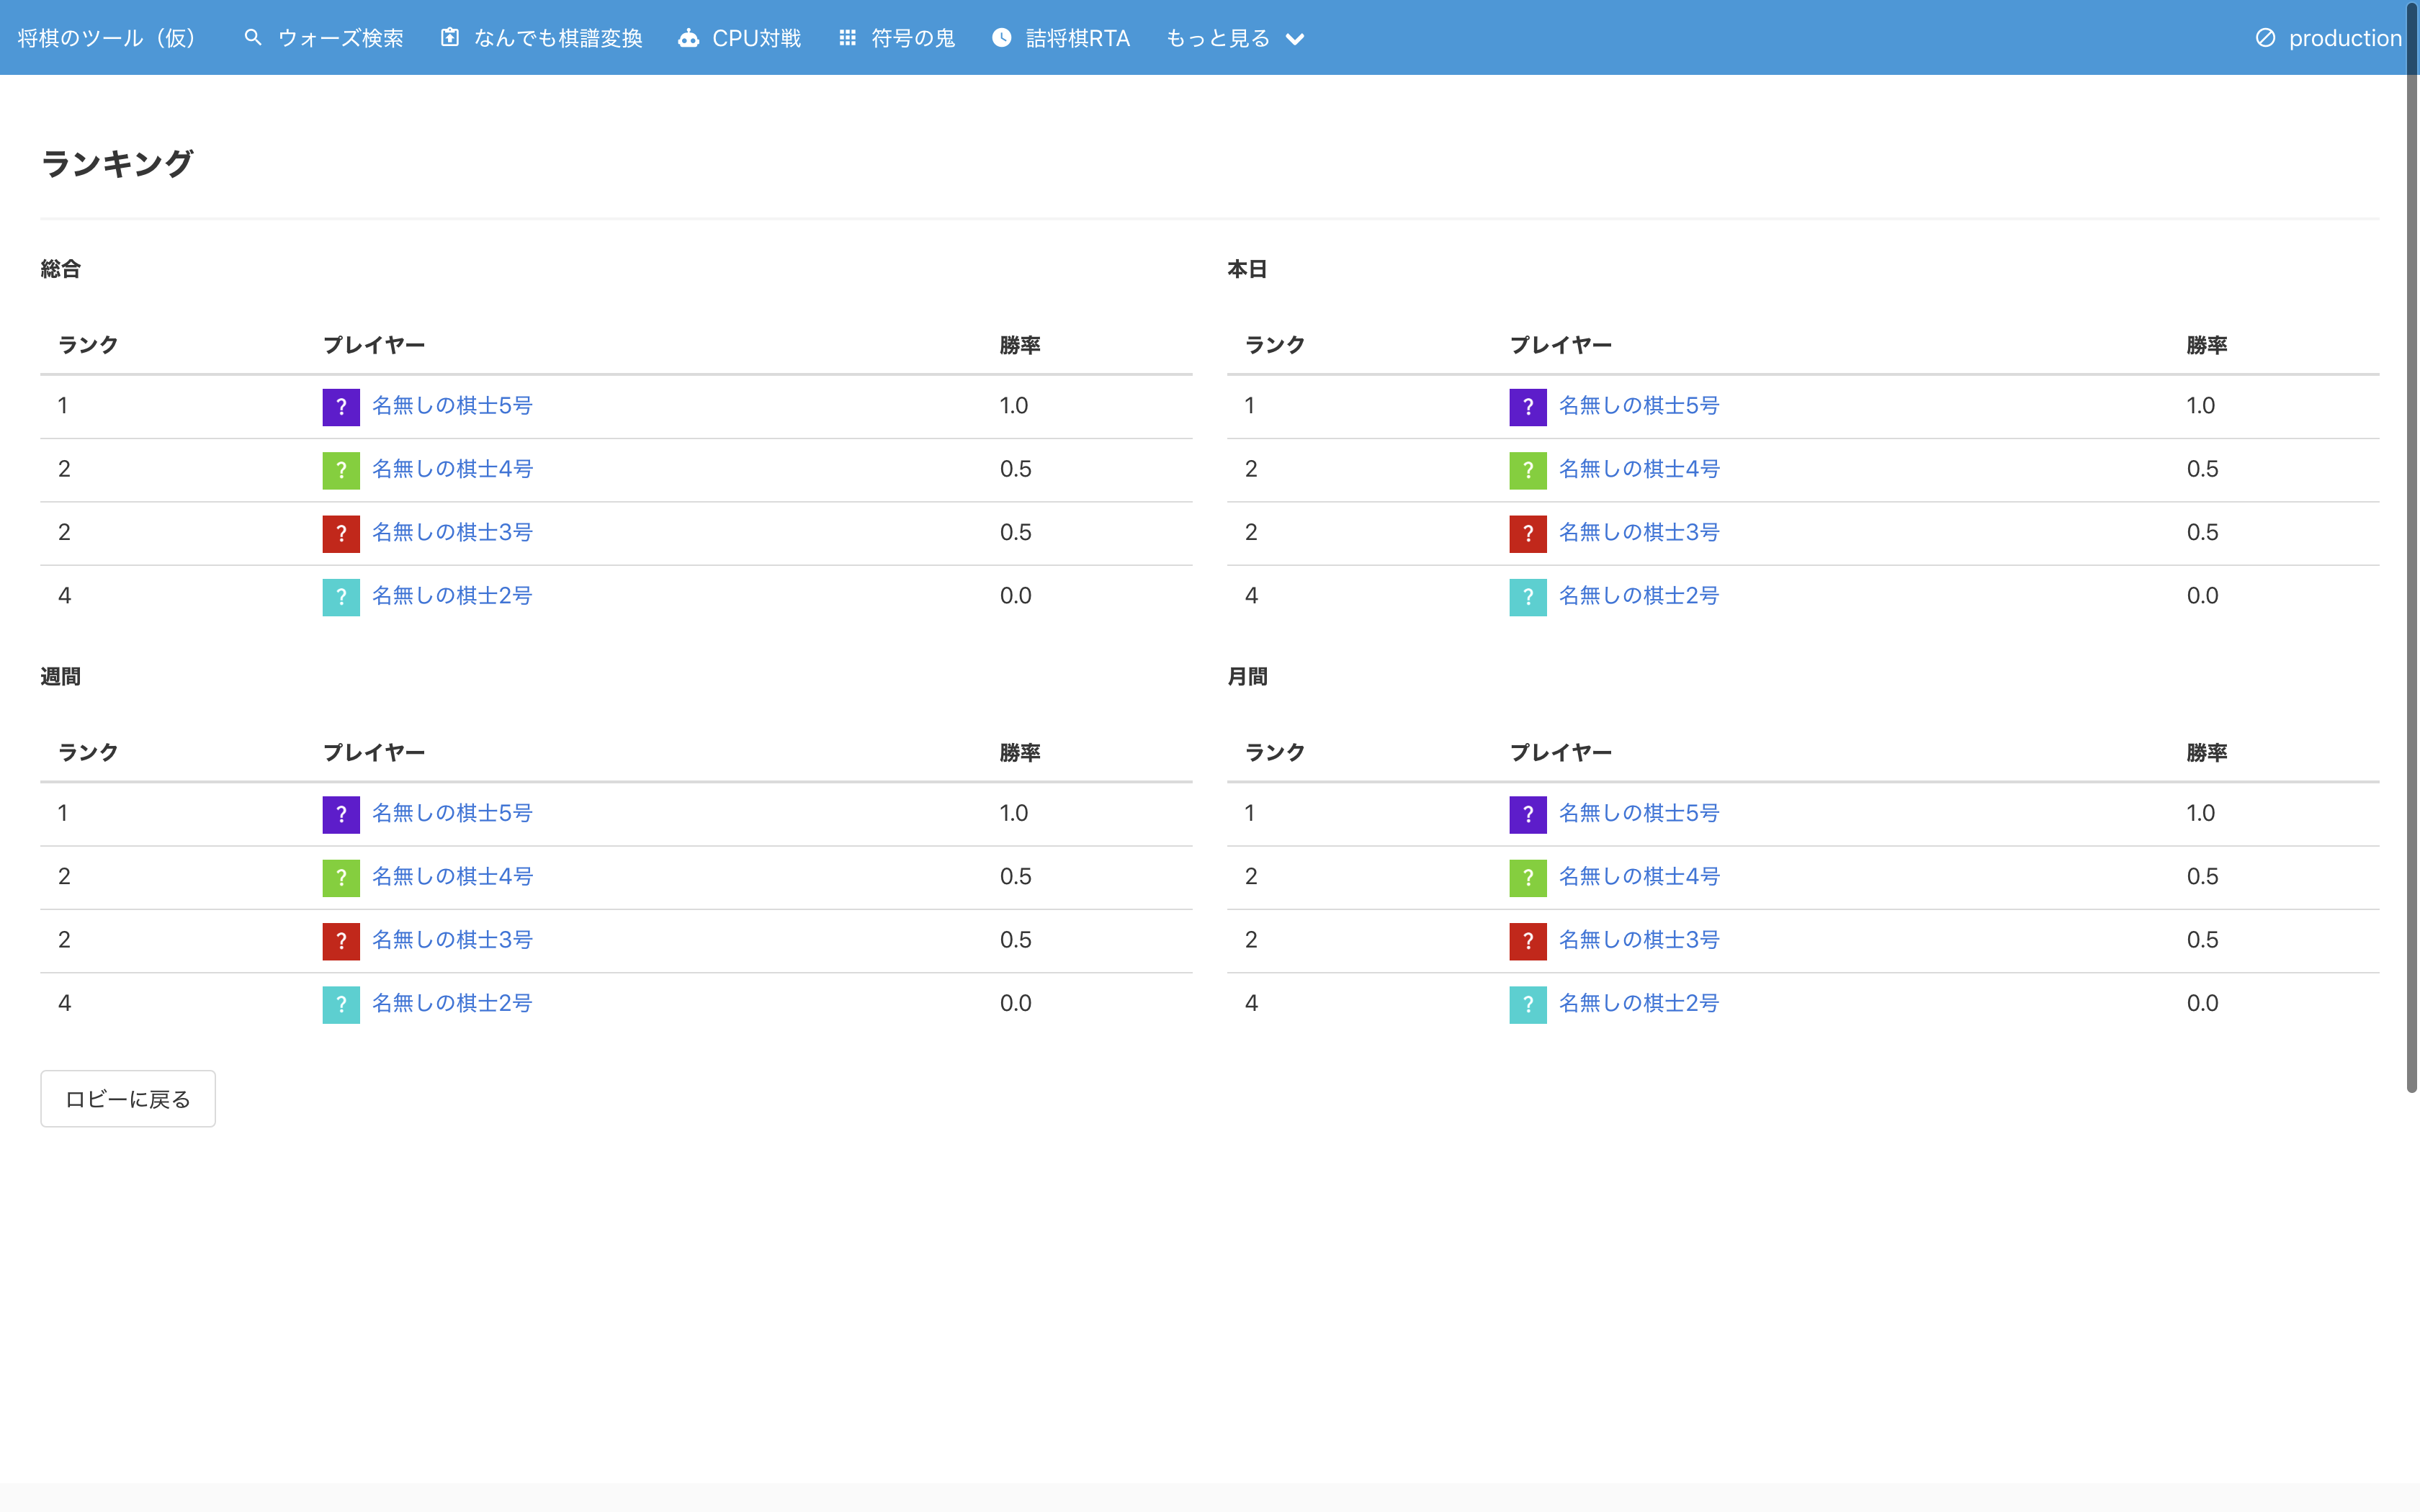 将棋のツール（仮） ウォーズ検索 なんでも棋譜変換 CPU対戦 符号の鬼 詰将棋RTA もっと見る production
ランキング
総合
ランク プレイヤー 勝率
1 ? 名無しの棋士5号 1.0
2 ? 名無しの棋士4号 0.5
2 ? 名無しの棋士3号 0.5
4 ? 名無しの棋士2号 0.0
本日
ランク プレイヤー 勝率
1 ? 名無しの棋士5号 1.0
2 ? 名無しの棋士4号 0.5
2 ? 名無しの棋士3号 0.5
4 ? 名無しの棋士2号 0.0
週間
ランク プレイヤー 勝率
1 ? 名無しの棋士5号 1.0
2 ? 名無しの棋士4号 0.5
2 ? 名無しの棋士3号 0.5
4 ? 名無しの棋士2号 0.0
月間
ランク プレイヤー 勝率
1 ? 名無しの棋士5号 1.0
2 ? 名無しの棋士4号 0.5
2 ? 名無しの棋士3号 0.5
4 ? 名無しの棋士2号 0.0
ロビーに戻る